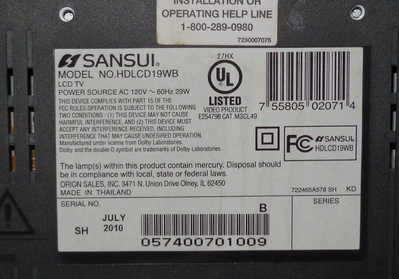 INSTALLATION OR
OPERATING HELP LINE
1-800-289-0980
7230007075
SANSUI
MODEL NO.HDLCD19WB
LCD TV
POWER SOURCE AC 120V ~ 60Hz 29W
THIS DEVICE COMPLIES WITH PART 15 OF THE
FCC RULES. OPERATION IS SUBJECT TO THE FOLLOWING
TWO CONDITIONS: (1) THIS DEVICE MAY NOT CAUSE
HARMFUL INTERFERENCE, AND (2) THIS DEVICE MUST
ACCEPT ANY INTERFERENCE RECEIVED, INCLUDING
INTERFERENCE THAT MAY CAUSE UNDESIRED OPERATION.
Manufactured under license from Dolby Laboratories.
Dolby and the double-D symbol are trademarks of Dolby Laboratories.
27HX
UL
LISTED
VIDEO PRODUCT
E254798 CAT.M3CL49
7 55805 02071 4
FC
SANSUI
HDLCD19WB
The lamp(s) within this product contain mercury. Disposal should
be in compliance with local, state or federal laws.
ORION SALES, INC. 3471 N. Union Drive Olney, IL 62450
MADE IN THAILAND
722465A578 SH KD
SERIAL NO.
B
SERIES
SH
JULY
2010
057400701009